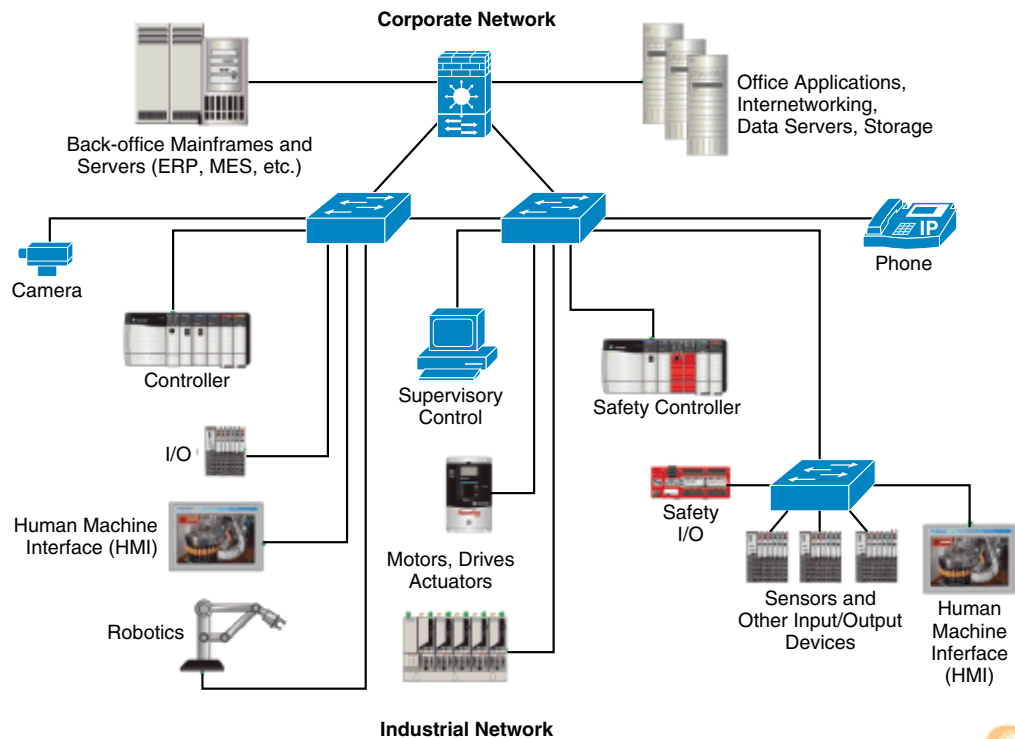 Corporate Network
Back-office Mainframes and
Servers (ERP, MES, etc.)
Office Applications,
Internetworking,
Data Servers, Storage
Camera
IP
Phone
Controller
Supervisory
Control
Safety Controller
I/O
Human Machine
Interface (HMI)
Motors, Drives
Actuators
Safety
I/O
Robotics
Sensors and
Other Input/Output
Devices
Human
Machine
Inferface
(HMI)
Industrial Network